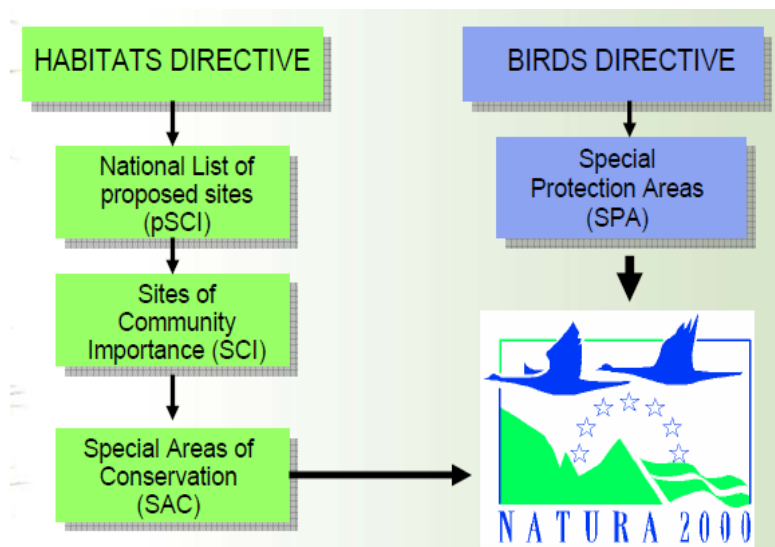 HABITATS DIRECTIVE
National List of
proposed sites
(pSCI)
Sites of
Community
Importance (SCI)
Special Areas of
Conservation
(SAC)
BIRDS DIRECTIVE
Special
Protection Areas
(SPA)
NATURA 2000